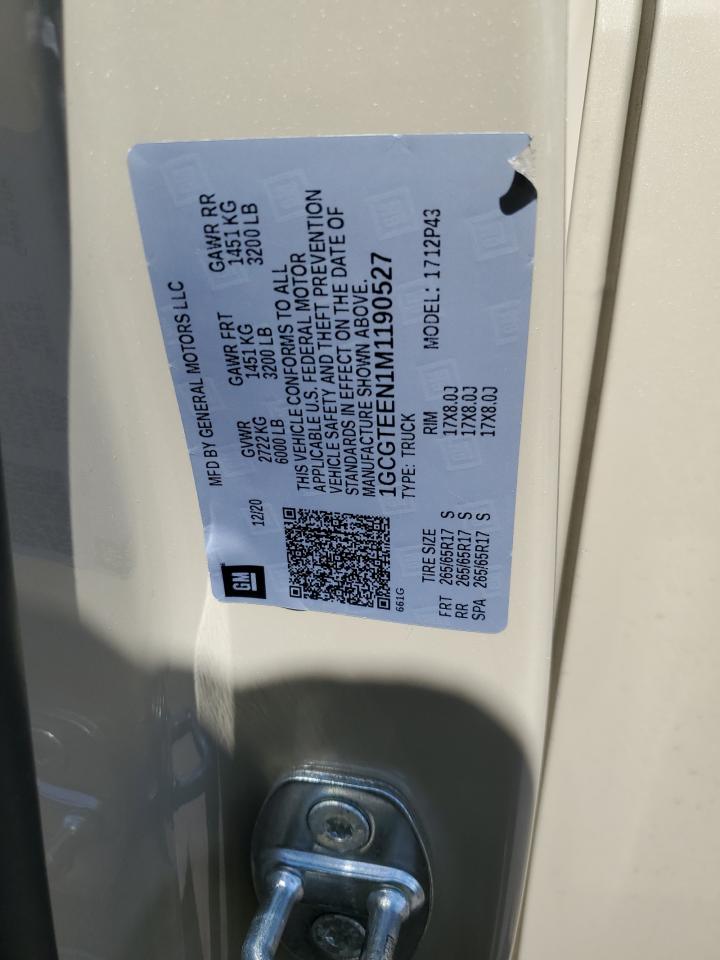 GM
12/20
MFD BY GENERAL MOTORS LLC
GVWR GAWR FRT GAWR RR
2722 KG 1451 KG 1451 KG
6000 LB 3200 LB 3200 LB
THIS VEHICLE CONFORMS TO ALL
APPLICABLE U.S. FEDERAL MOTOR
VEHICLE SAFETY AND THEFT PREVENTION
STANDARDS IN EFFECT ON THE DATE OF
MANUFACTURE SHOWN ABOVE.
1GCGTEEN1M1190527
661G
TYPE: TRUCK MODEL: 1712P43
TIRE SIZE RIM
FRT 265/65R17 S 17X8.0J
RR 265/65R17 S 17X8.0J
SPA 265/65R17 S 17X8.0J